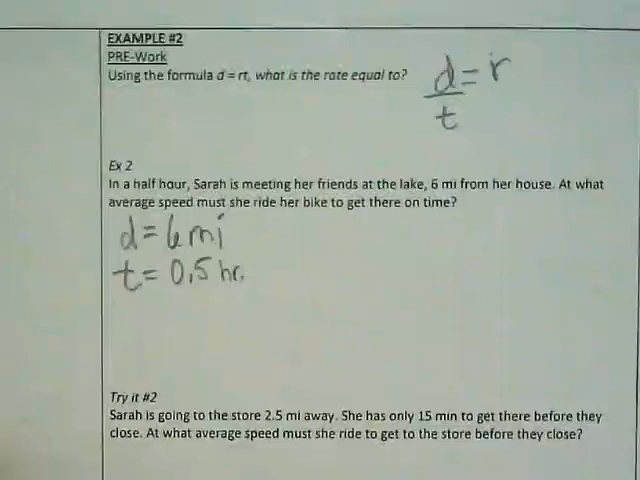 EXAMPLE #2
PRE-Work
Using the formula d = rt, what is the rate equal to?
d = r
t
Ex 2
In a half hour, Sarah is meeting her friends at the lake, 6 mi from her house. At what
average speed must she ride her bike to get there on time?
d = 6 mi
t = 0.5 hr.
Try it #2
Sarah is going to the store 2.5 mi away. She has only 15 min to get there before they
close. At what average speed must she ride to get to the store before they close?